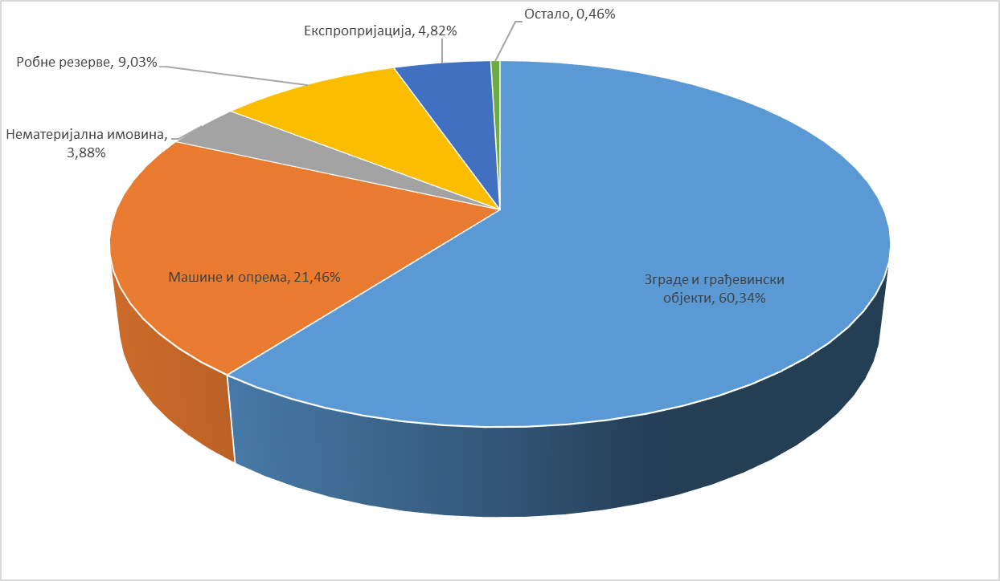 Остало, 0,46%
Експропријација, 4,82%
Робне резерве, 9,03%
Нематеријална имовина,
3,88%
Машине и опрема, 21,46%
Зграде и грађевински
објекти, 60,34%